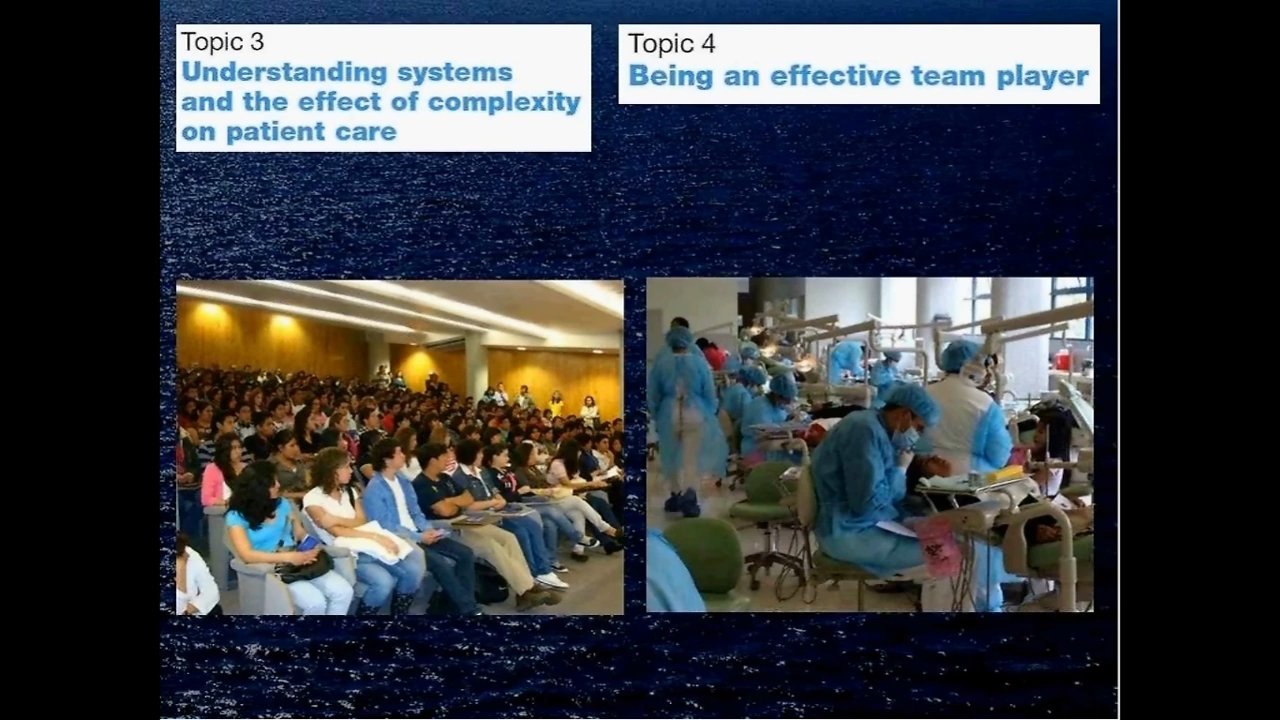 Topic 3
Understanding systems
and the effect of complexity
on patient care
Topic 4
Being an effective team player